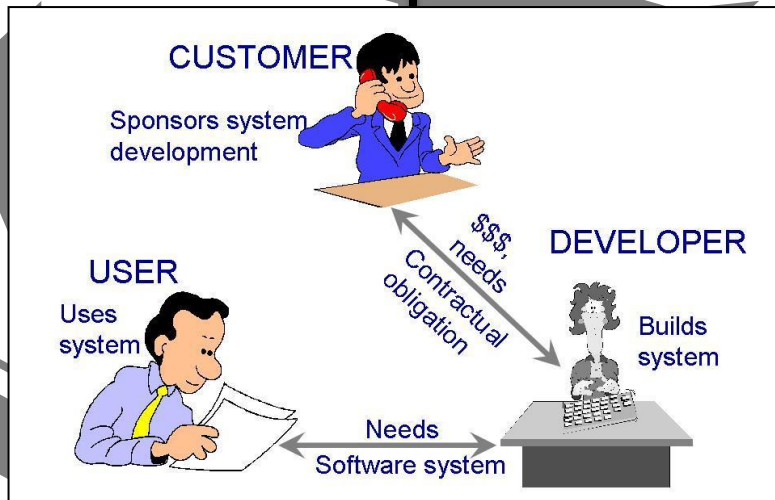 CUSTOMER
Sponsors system
development
$$$,
needs
Contractual
obligation
DEVELOPER
Builds
system
USER
Uses
system
Needs
Software system